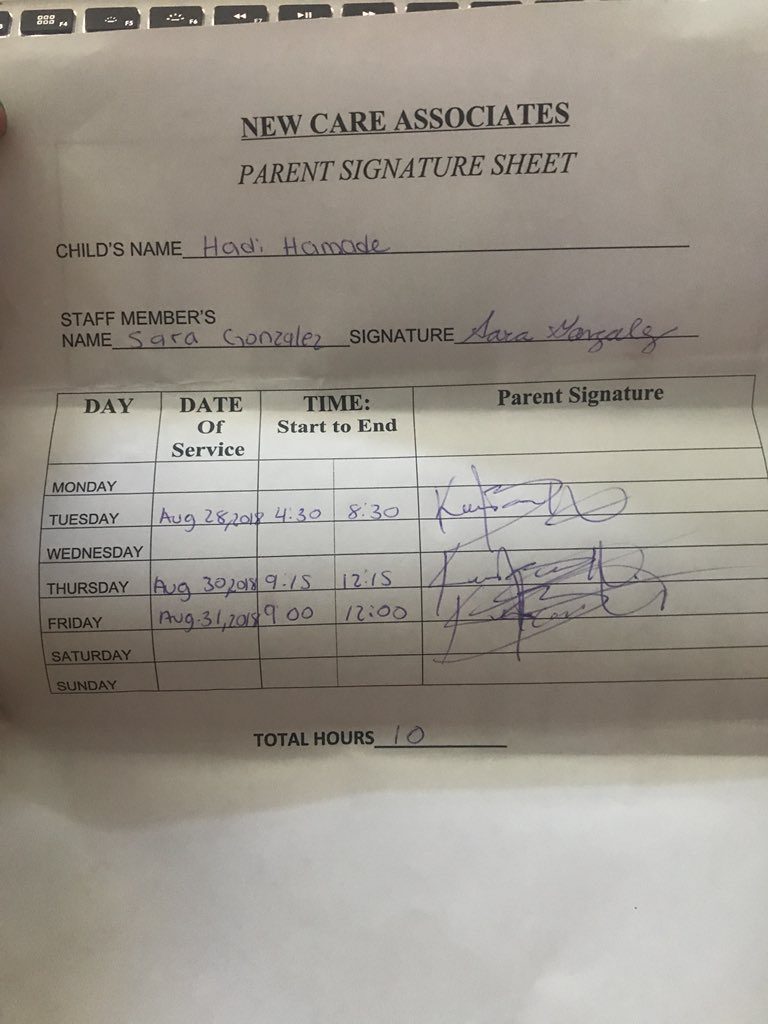 F4 F5 F6 F7
NEW CARE ASSOCIATES
PARENT SIGNATURE SHEET
CHILD'S NAME Hadi Hamade
STAFF MEMBER'S
NAME Sara Gonzalez SIGNATURE Sara Gonzalez
DAY DATE Of Service TIME: Start to End Parent Signature
MONDAY
TUESDAY Aug 28,2018 4:30 8:30
WEDNESDAY
THURSDAY Aug 30,2018 9:15 12:15
FRIDAY Aug.31,2018 9 00 12:00
SATURDAY
SUNDAY
TOTAL HOURS 10